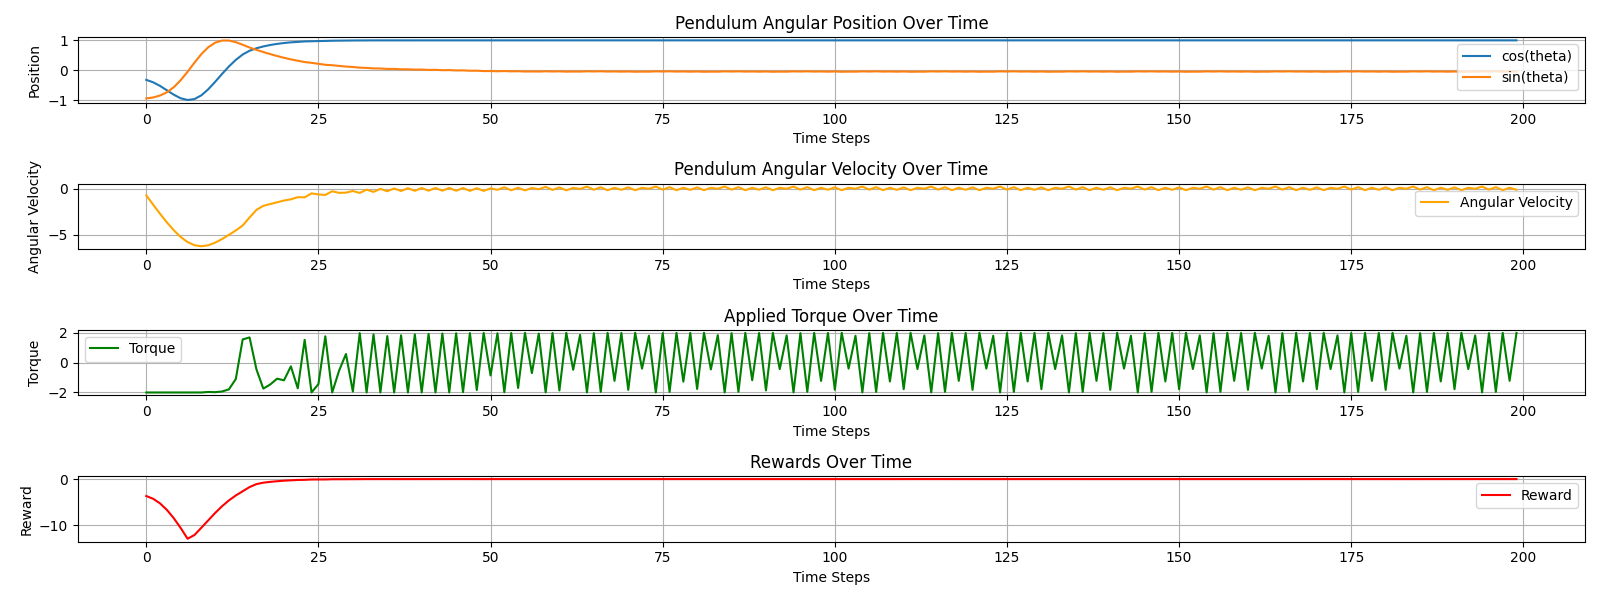 Pendulum Angular Position Over Time
Position
1
0
−1
cos(theta)
sin(theta)
0 25 50 75 100 125 150 175 200
Time Steps
Pendulum Angular Velocity Over Time
Angular Velocity
0
−5
Angular Velocity
0 25 50 75 100 125 150 175 200
Time Steps
Applied Torque Over Time
Torque
2
0
−2
Torque
0 25 50 75 100 125 150 175 200
Time Steps
Rewards Over Time
Reward
0
−10
Reward
0 25 50 75 100 125 150 175 200
Time Steps